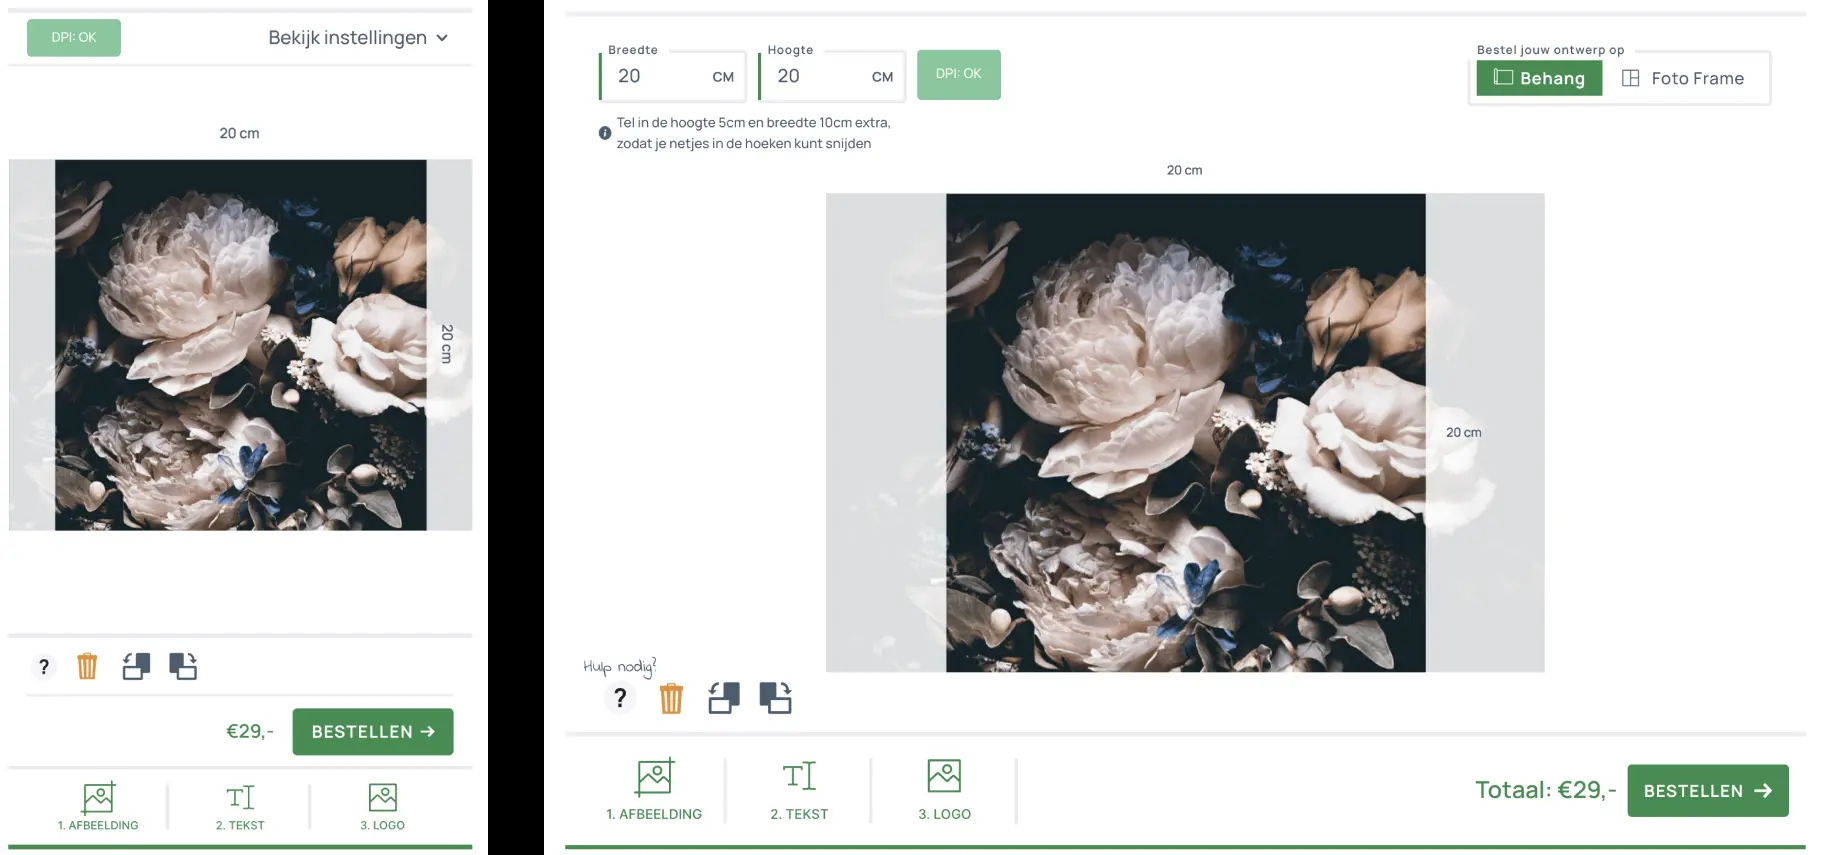 DPI: OK
Bekijk instellingen
20 cm
20 cm
?
€29,-
BESTELLEN →
1. AFBEELDING
2. TEKST
3. LOGO
Breedte
20 CM
Hoogte
20 CM
DPI: OK
Tel in de hoogte 5cm en breedte 10cm extra,
zodat je netjes in de hoeken kunt snijden
Bestel jouw ontwerp op
Behang
Foto Frame
20 cm
20 cm
Hulp nodig?
?
1. AFBEELDING
2. TEKST
3. LOGO
Totaal: €29,-
BESTELLEN →